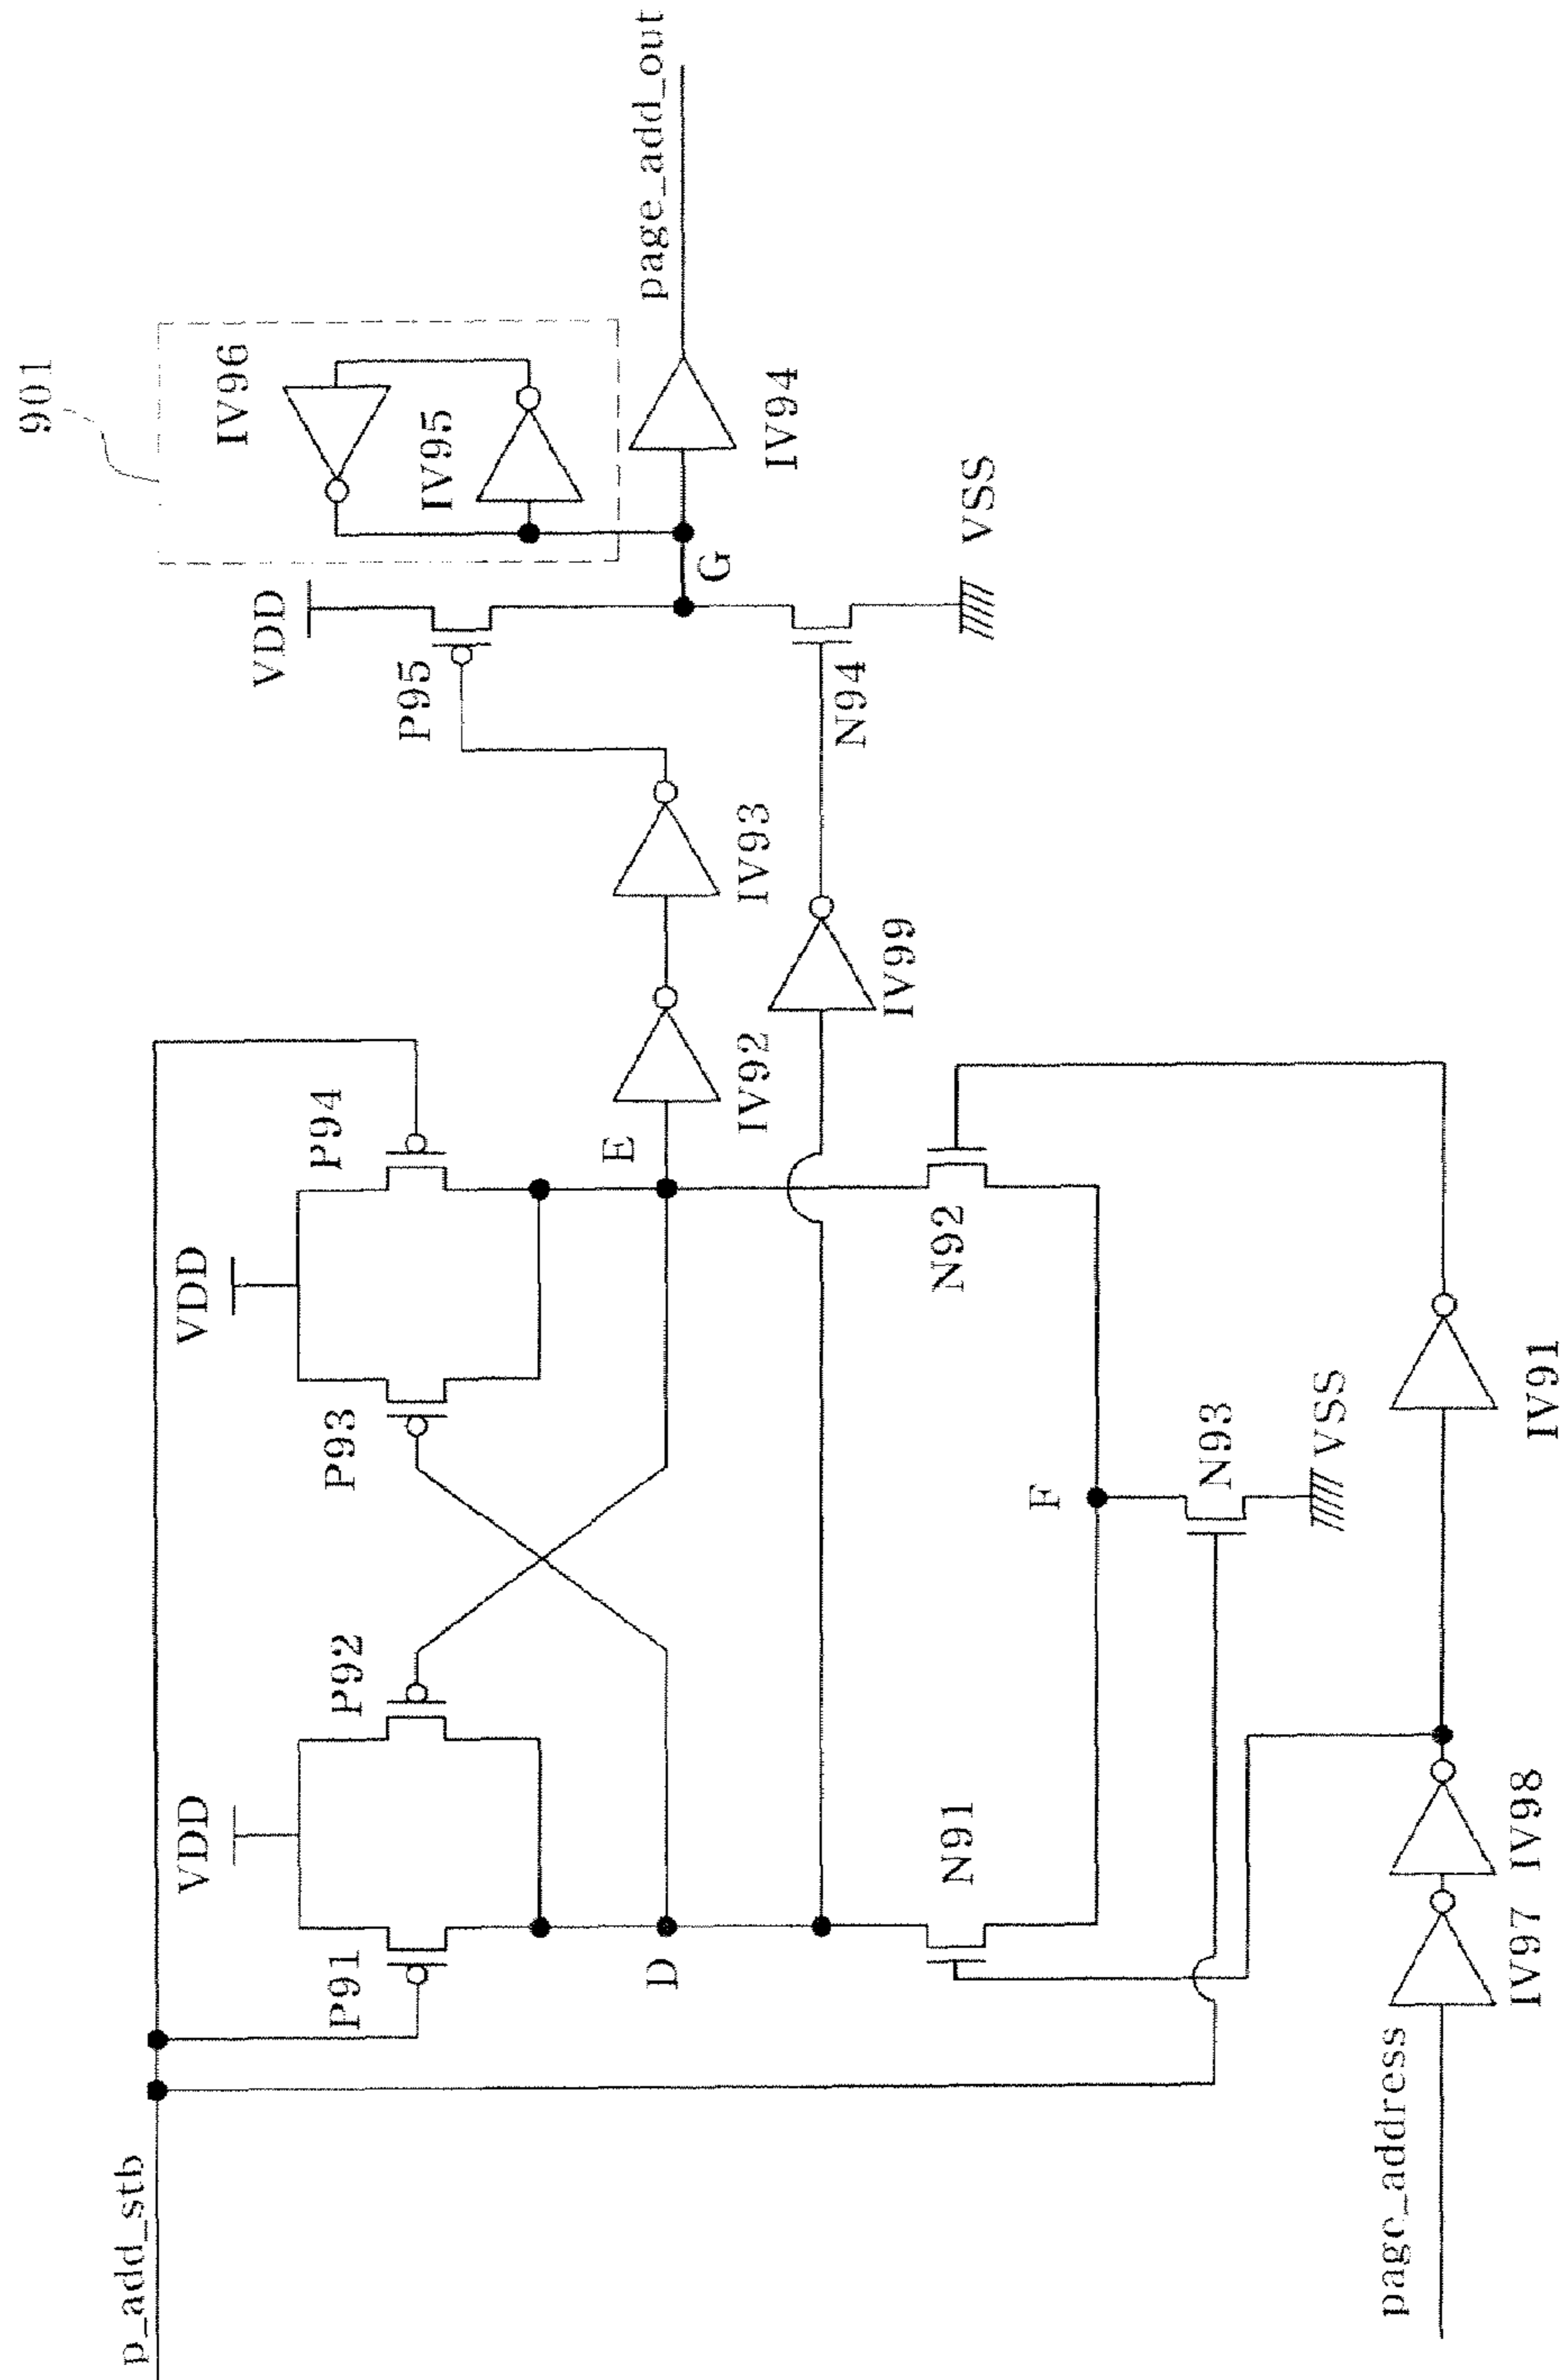 p_add_stb
P91
VDD
P92
D
P93
VDD
P94
E
IV92
IV93
IV99
P95
VDD
N94
VSS
G
901
IV96
IV95
IV94
page_add_out
N91
N92
F
N93
VSS
page_address
IV97
IV98
IV91